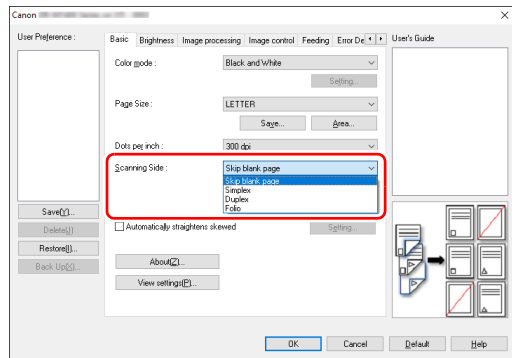 Canon
User Preference :
Save(Y)...
Delete(J)
Restore(I)...
Back Up(K)...
Basic Brightness Image processing Image control Feeding Error De
Color mode : Black and White
Setting...
Page Size : LETTER
Save... Area...
Dots per inch : 300 dpi
Scanning Side : Skip blank page
Skip blank page
Simplex
Duplex
Folio
Automatically straightens skewed Setting...
About(Z)...
View settings(P)...
User's Guide
OK Cancel Default Help